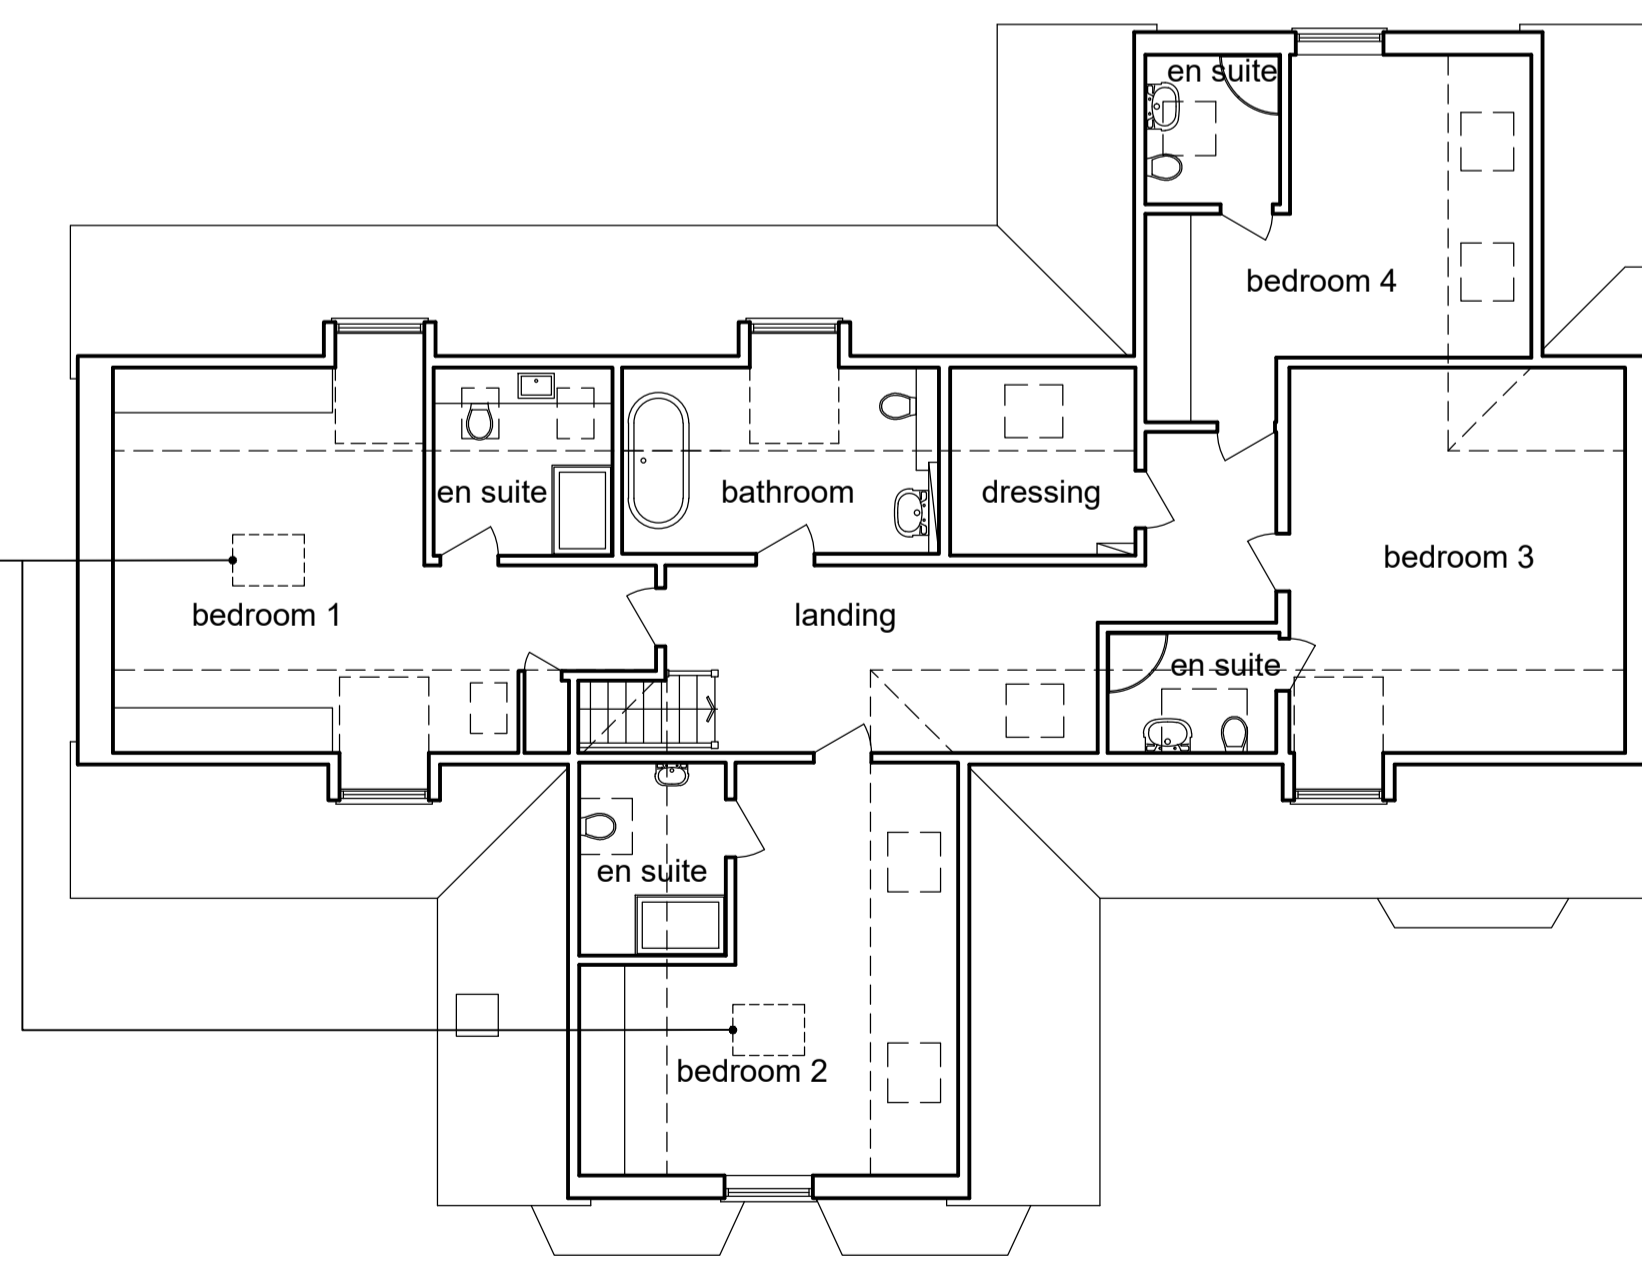 en suite
bedroom 4
en suite
bathroom
dressing
bedroom 3
bedroom 1
landing
en suite
en suite
bedroom 2